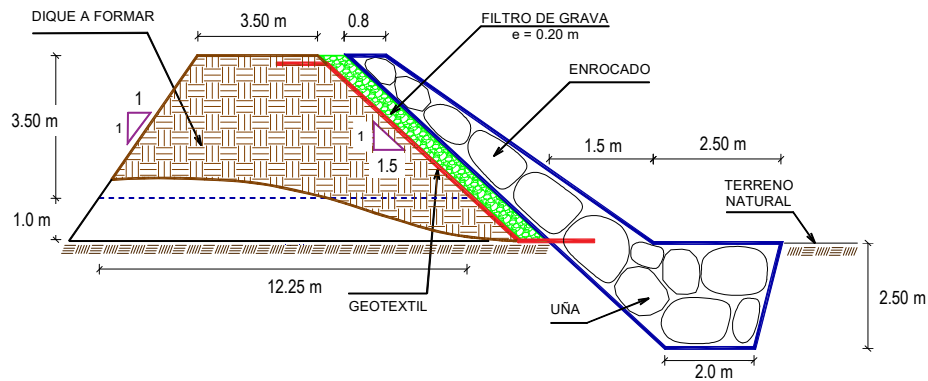 DIQUE A FORMAR
3.50 m
0.8
FILTRO DE GRAVA
e = 0.20 m
ENROCADO
1
1
3.50 m
1
1.5
1.5 m
2.50 m
TERRENO
NATURAL
1.0 m
12.25 m
GEOTEXTIL
UÑA
2.50 m
2.0 m